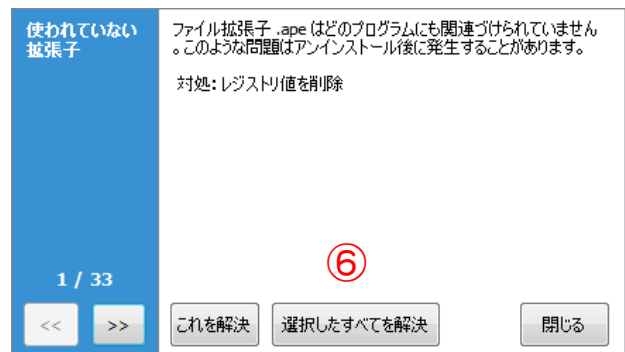 使われていない
拡張子
ファイル拡張子 .ape はどのプログラムにも関連づけられていません
。このような問題はアンインストール後に発生することがあります。
対処: レジストリ値を削除
⑥
1 / 33
<< >> これを解決 選択したすべてを解決 閉じる